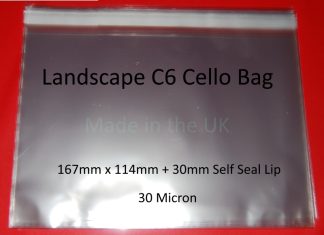 Landscape C6 Cello Bag
Made in the UK
167mm x 114mm + 30mm Self Seal Lip
30 Micron